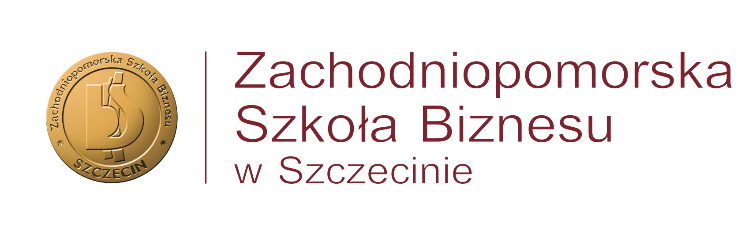 Zachodniopomorska Szkoła Biznesu
SZCZECIN
Zachodniopomorska
Szkoła Biznesu
w Szczecinie